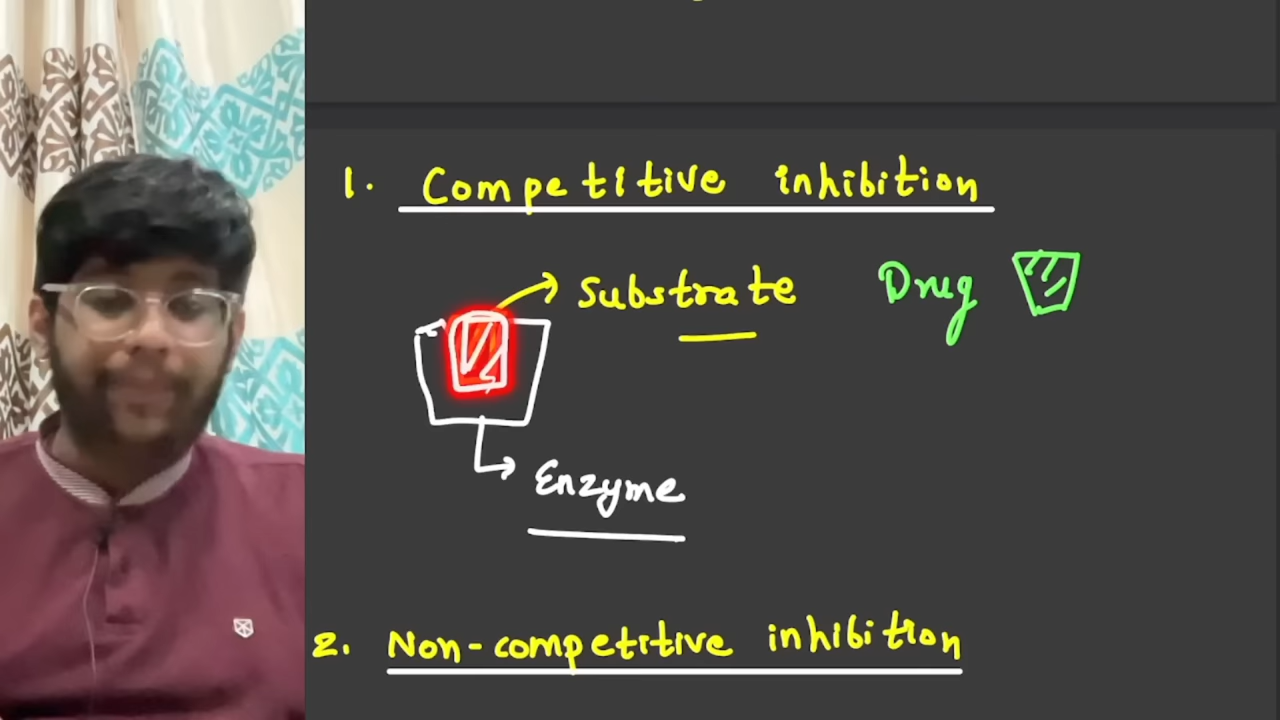 1. Competitive inhibition
Substrate Drug
Enzyme
2. Non-competitive inhibition